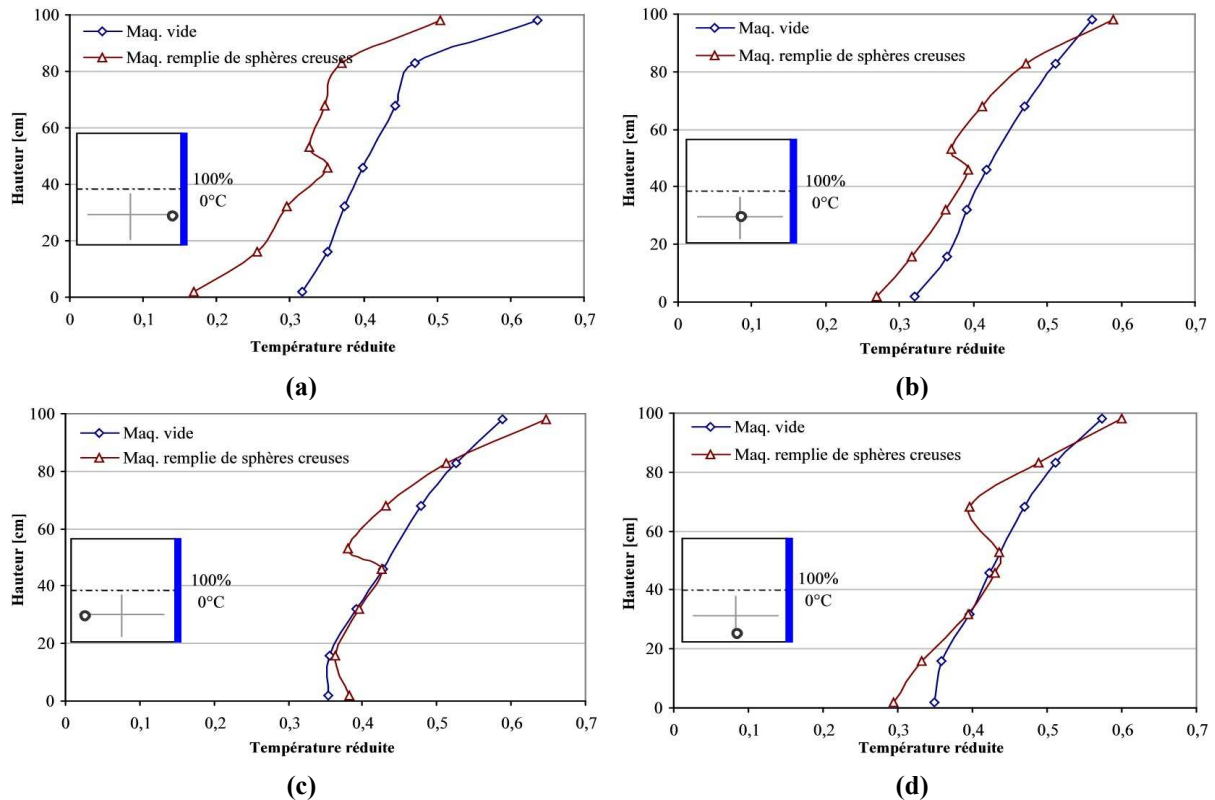 100
Maq. vide
80
Maq. remplie de sphères creuses
60
40
20
0
Hauteur [cm]
100%
0°C
0 0,1 0,2 0,3 0,4 0,5 0,6 0,7
Température réduite
(a)
100
Maq. vide
80
Maq. remplie de sphères creuses
60
40
20
0
Hauteur [cm]
100%
0°C
0 0,1 0,2 0,3 0,4 0,5 0,6 0,7
Température réduite
(b)
100
Maq. vide
80
Maq. remplie de sphères creuses
60
40
20
0
Hauteur [cm]
100%
0°C
0 0,1 0,2 0,3 0,4 0,5 0,6 0,7
Température réduite
(c)
100
Maq. vide
80
Maq. remplie de sphères creuses
60
40
20
0
Hauteur [cm]
100%
0°C
0 0,1 0,2 0,3 0,4 0,5 0,6 0,7
Température réduite
(d)